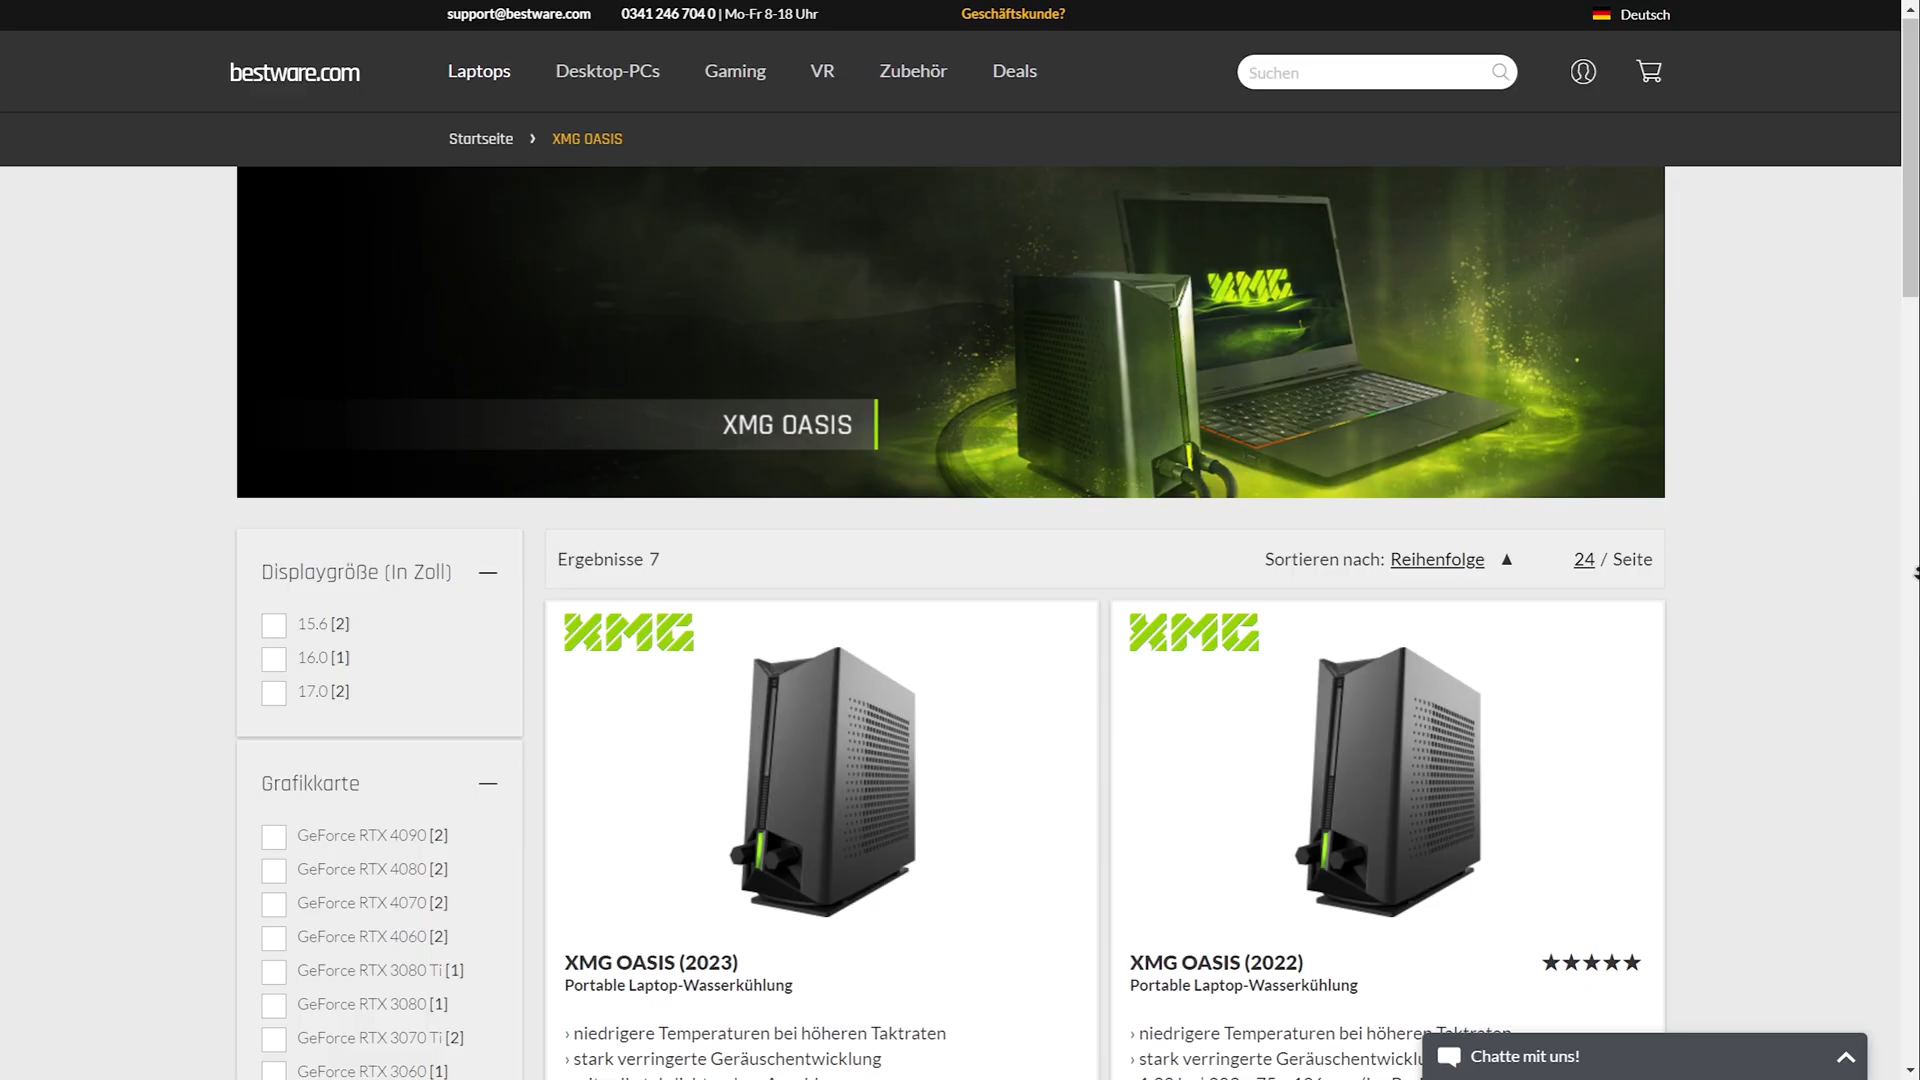 support@bestware.com 0341 246 704 0 | Mo-Fr 8-18 Uhr Geschäftskunde? Deutsch
bestware.com Laptops Desktop-PCs Gaming VR Zubehör Deals Suchen
Startseite › XMG OASIS
XMG
XMG OASIS
Displaygröße (In Zoll) —
15.6 [2]
16.0 [1]
17.0 [2]
Grafikkarte —
GeForce RTX 4090 [2]
GeForce RTX 4080 [2]
GeForce RTX 4070 [2]
GeForce RTX 4060 [2]
GeForce RTX 3080 Ti [1]
GeForce RTX 3080 [1]
GeForce RTX 3070 Ti [2]
GeForce RTX 3060 [1]
Ergebnisse 7 Sortieren nach: Reihenfolge ▲ 24 / Seite
XMG
XMG OASIS (2023)
Portable Laptop-Wasserkühlung
› niedrigere Temperaturen bei höheren Taktraten
› stark verringerte Geräuschentwicklung
XMG
XMG OASIS (2022) ★★★★★
Portable Laptop-Wasserkühlung
› niedrigere Temperaturen bei höheren Taktraten
› stark verringerte Geräuschentwicklu
Chatte mit uns!